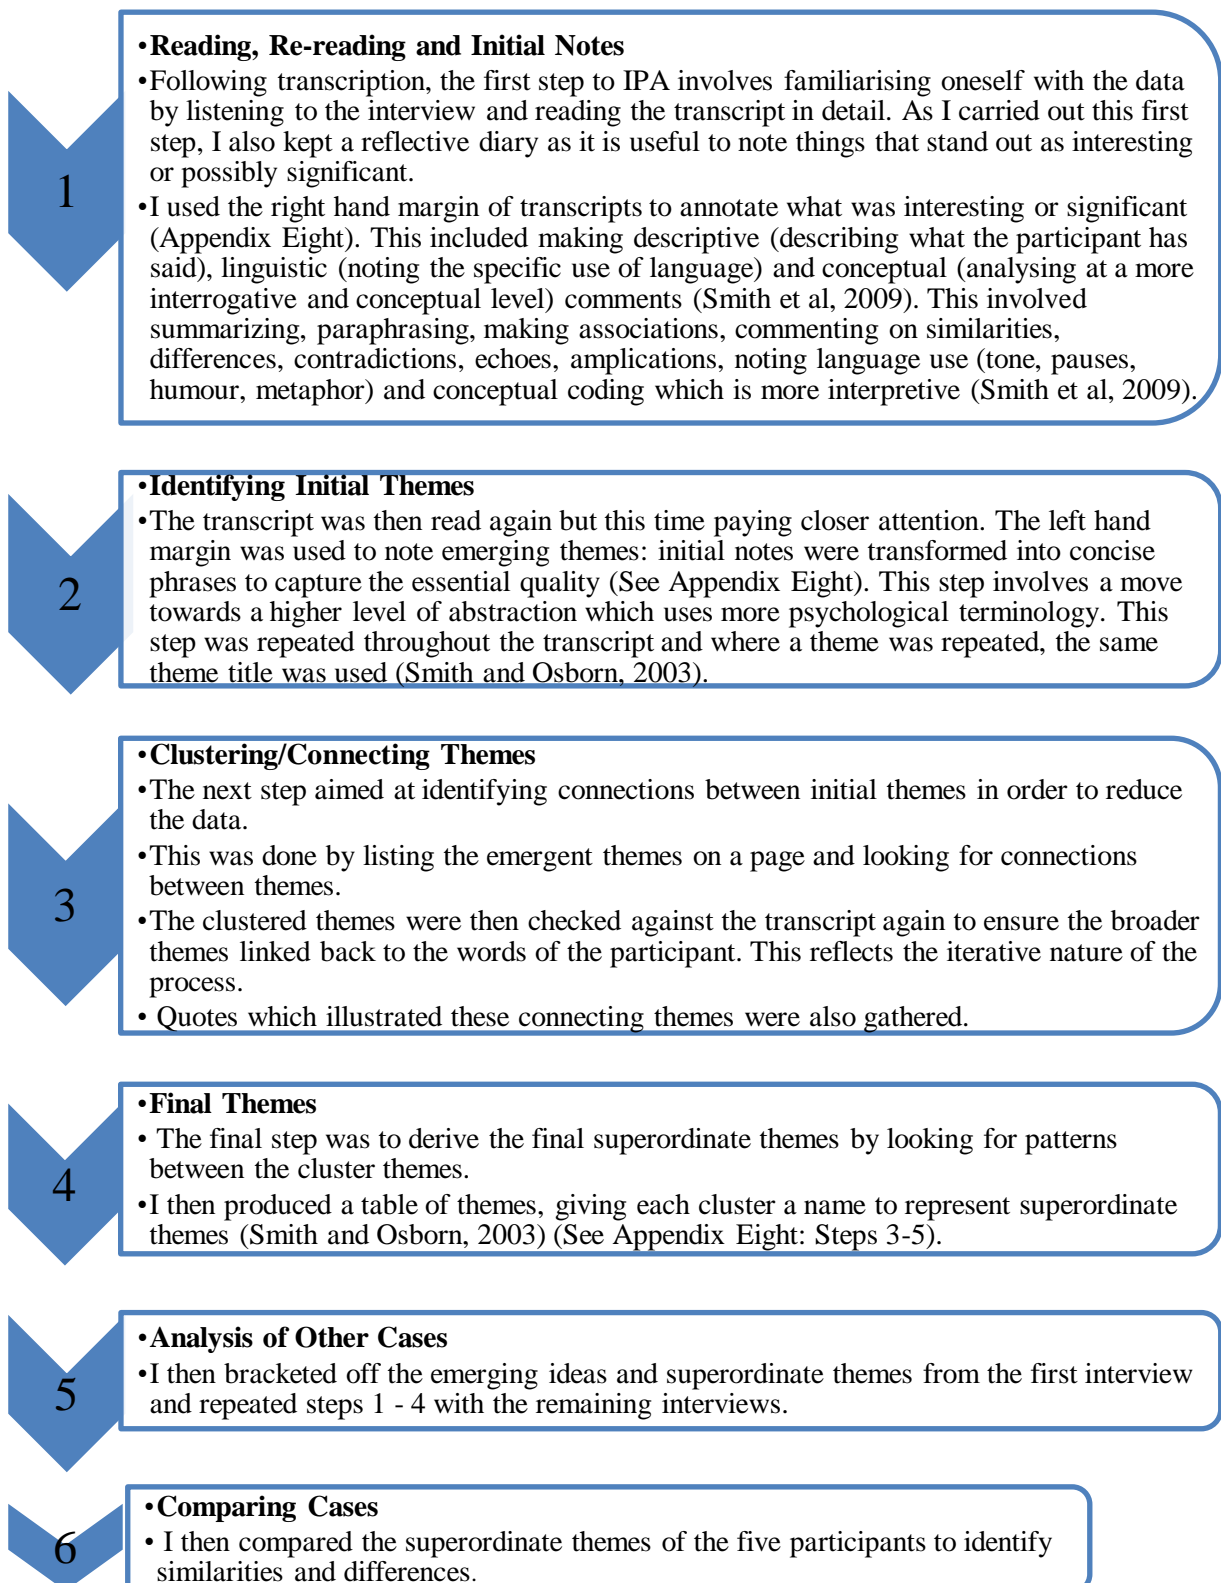 •Reading, Re-reading and Initial Notes
•Following transcription, the first step to IPA involves familiarising oneself with the data
by listening to the interview and reading the transcript in detail. As I carried out this first
step, I also kept a reflective diary as it is useful to note things that stand out as interesting
or possibly significant.
1
•I used the right hand margin of transcripts to annotate what was interesting or significant
(Appendix Eight). This included making descriptive (describing what the participant has
said), linguistic (noting the specific use of language) and conceptual (analysing at a more
interrogative and conceptual level) comments (Smith et al, 2009). This involved
summarizing, paraphrasing, making associations, commenting on similarities,
differences, contradictions, echoes, amplications, noting language use (tone, pauses,
humour, metaphor) and conceptual coding which is more interpretive (Smith et al, 2009).
•Identifying Initial Themes
•The transcript was then read again but this time paying closer attention. The left hand
margin was used to note emerging themes: initial notes were transformed into concise
phrases to capture the essential quality (See Appendix Eight). This step involves a move
2
towards a higher level of abstraction which uses more psychological terminology. This
step was repeated throughout the transcript and where a theme was repeated, the same
theme title was used (Smith and Osborn, 2003).
•Clustering/Connecting Themes
•The next step aimed at identifying connections between initial themes in order to reduce
the data.
•This was done by listing the emergent themes on a page and looking for connections
between themes.
3
•The clustered themes were then checked against the transcript again to ensure the broader
themes linked back to the words of the participant. This reflects the iterative nature of the
process.
• Quotes which illustrated these connecting themes were also gathered.
•Final Themes
• The final step was to derive the final superordinate themes by looking for patterns
between the cluster themes.
4
•I then produced a table of themes, giving each cluster a name to represent superordinate
themes (Smith and Osborn, 2003) (See Appendix Eight: Steps 3-5).
•Analysis of Other Cases
•I then bracketed off the emerging ideas and superordinate themes from the first interview
5
and repeated steps 1 - 4 with the remaining interviews.
•Comparing Cases
6
• I then compared the superordinate themes of the five participants to identify
similarities and differences.